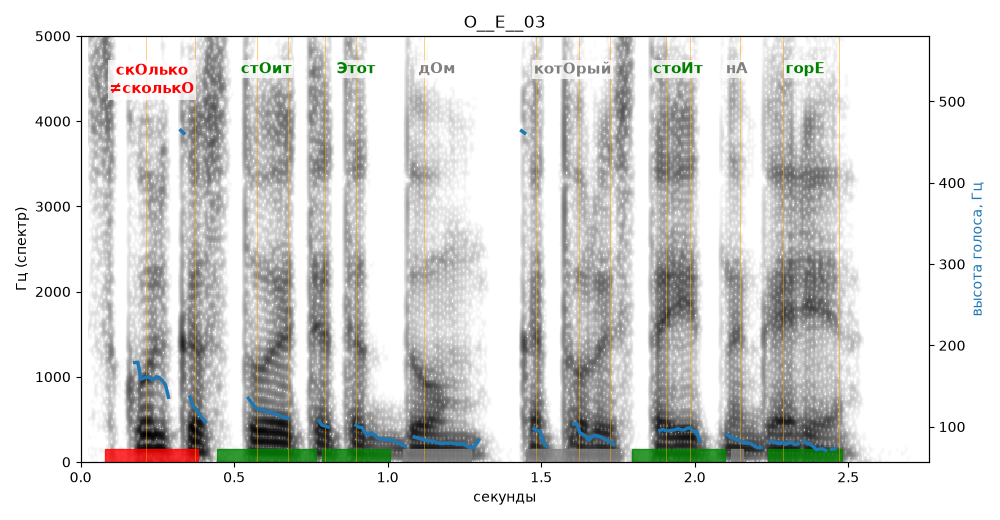 O__E__03
скОлько
≠сколькО
стОит
Этот
дОм
котОрый
стоИт
нА
горЕ
5000
4000
3000
2000
1000
0
500
400
300
200
100
0.0
0.5
1.0
1.5
2.0
2.5
секунды
Гц (спектр)
высота голоса, Гц